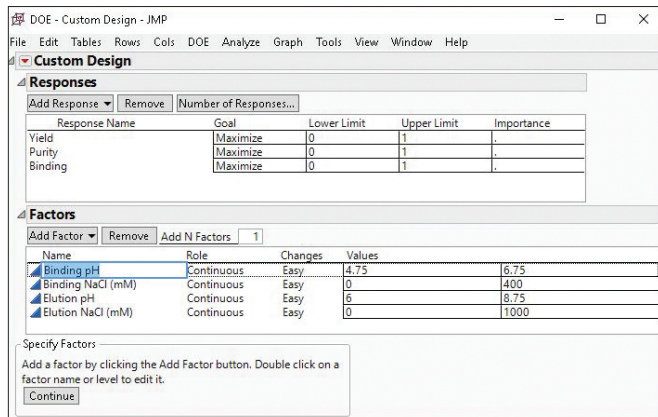 DOE - Custom Design - JMP
File Edit Tables Rows Cols DOE Analyze Graph Tools View Window Help
Custom Design
Responses
Add Response Remove Number of Responses...
Response Name Goal Lower Limit Upper Limit Importance
Yield Maximize 0 1 .
Purity Maximize 0 1 .
Binding Maximize 0 1 .
Factors
Add Factor Remove Add N Factors 1
Name Role Changes Values
Binding pH Continuous Easy 4.75 6.75
Binding NaCl (mM) Continuous Easy 0 400
Elution pH Continuous Easy 6 8.75
Elution NaCl (mM) Continuous Easy 0 1000
Specify Factors
Add a factor by clicking the Add Factor button. Double click on a
factor name or level to edit it.
Continue